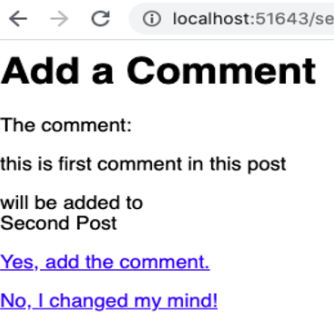 localhost:51643/se
Add a Comment
The comment:
this is first comment in this post
will be added to
Second Post
Yes, add the comment.
No, I changed my mind!